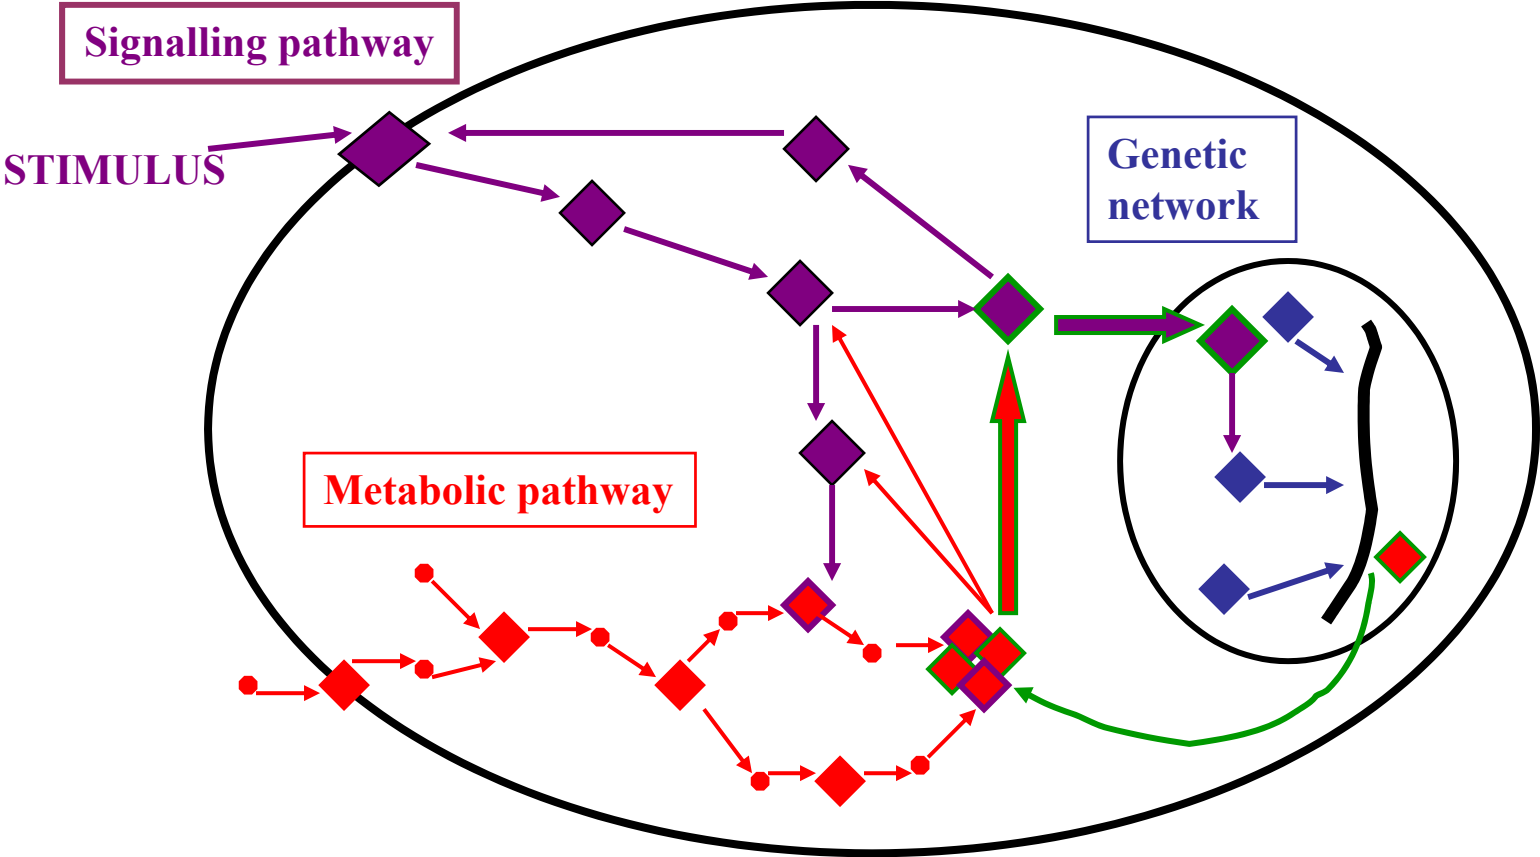 Signalling pathway
STIMULUS
Genetic
network
Metabolic pathway